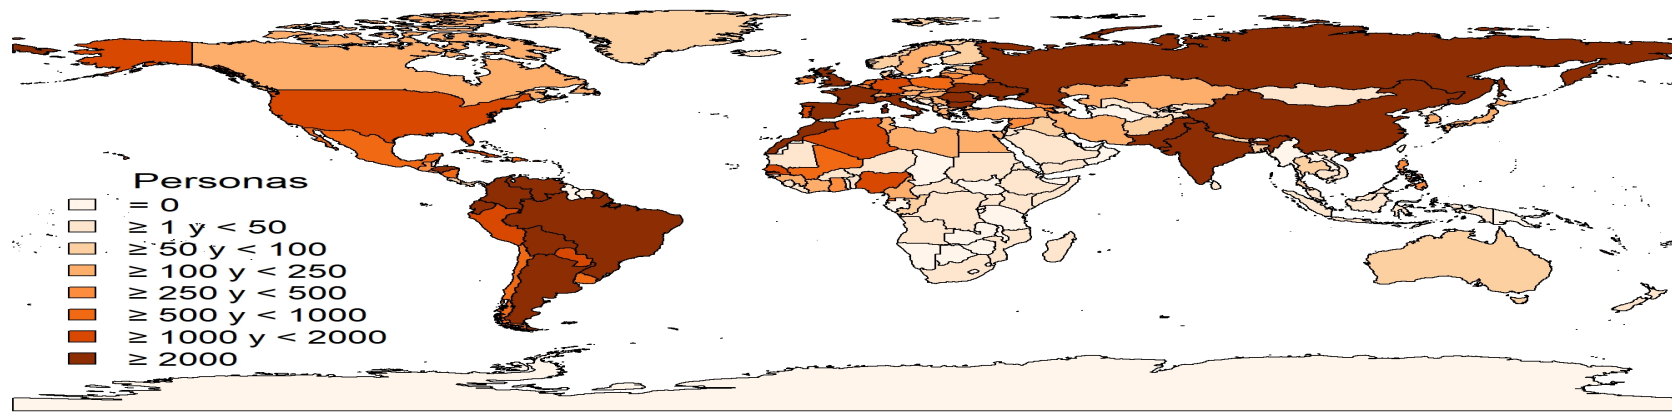 Personas
= 0
≥ 1 y < 50
≥ 50 y < 100
≥ 100 y < 250
≥ 250 y < 500
≥ 500 y < 1000
≥ 1000 y < 2000
≥ 2000